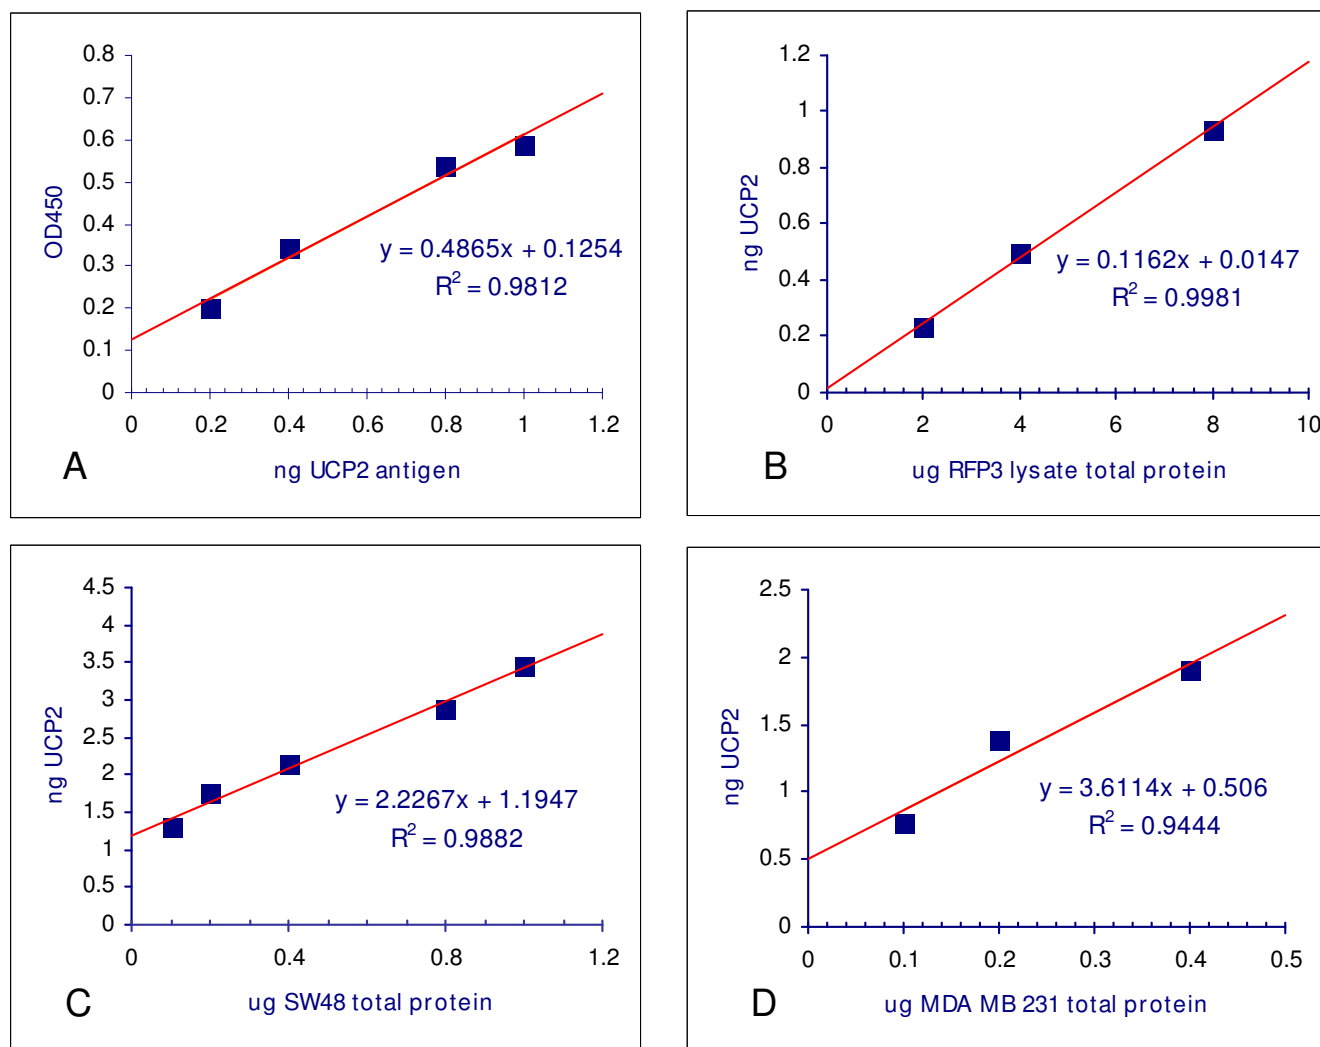 0.8
0.7
0.6
0.5
0.4
0.3
0.2
0.1
0
OD450
y = 0.4865x + 0.1254
R² = 0.9812
0 0.2 0.4 0.6 0.8 1 1.2
ng UCP2 antigen
A
1.2
1
0.8
0.6
0.4
0.2
0
ng UCP2
y = 0.1162x + 0.0147
R² = 0.9981
0 2 4 6 8 10
ug RFP3 lysate total protein
B
4.5
4
3.5
3
2.5
2
1.5
1
0.5
0
ng UCP2
y = 2.2267x + 1.1947
R² = 0.9882
0 0.4 0.8 1.2
ug SW48 total protein
C
2.5
2
1.5
1
0.5
0
ng UCP2
y = 3.6114x + 0.506
R² = 0.9444
0 0.1 0.2 0.3 0.4 0.5
ug MDA MB 231 total protein
D